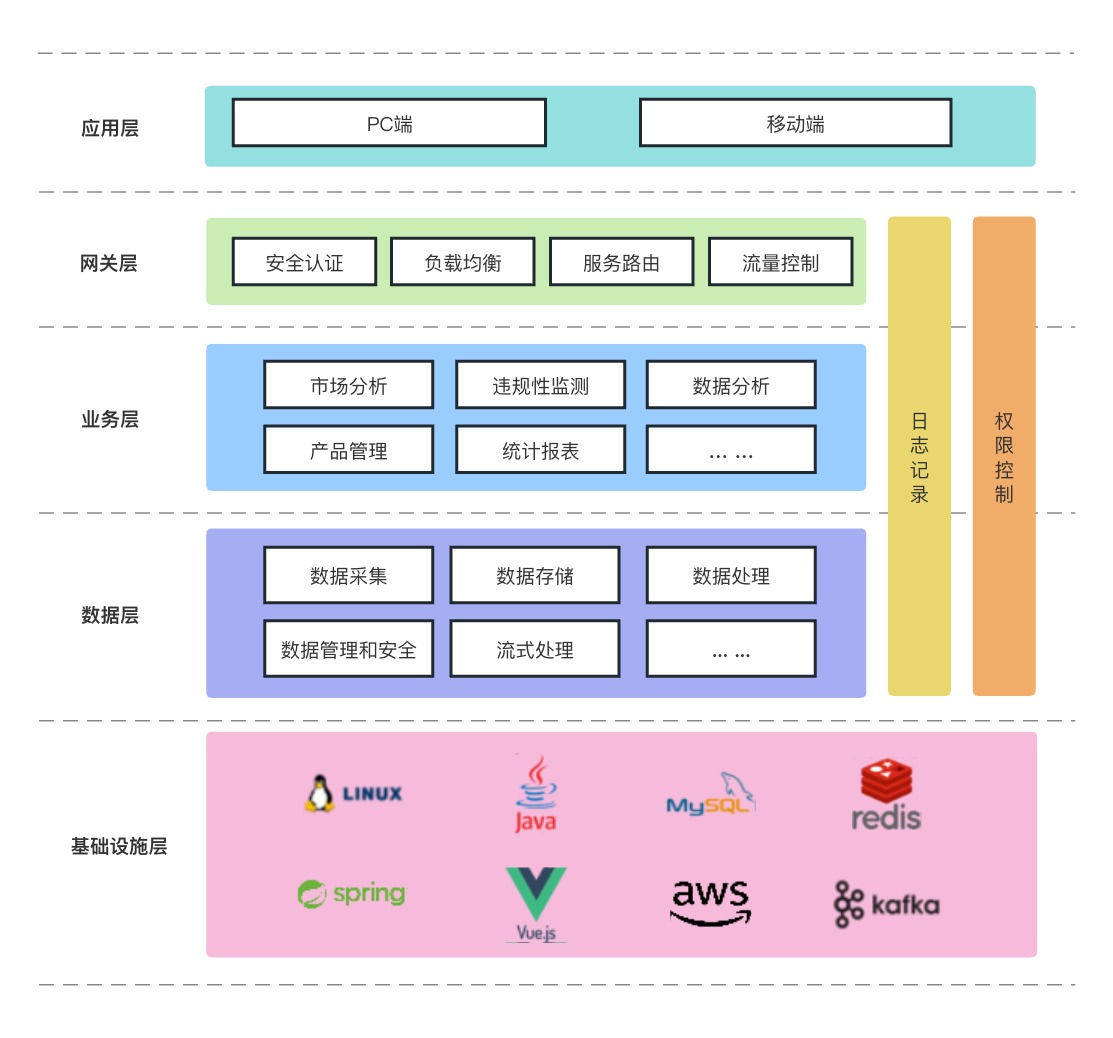 应用层
PC端
移动端
网关层
安全认证
负载均衡
服务路由
流量控制
业务层
市场分析
违规性监测
数据分析
产品管理
统计报表
... ...
日志记录
权限控制
数据层
数据采集
数据存储
数据处理
数据管理和安全
流式处理
... ...
基础设施层
LINUX
Java
MySQL
redis
spring
Vue.js
aws
kafka